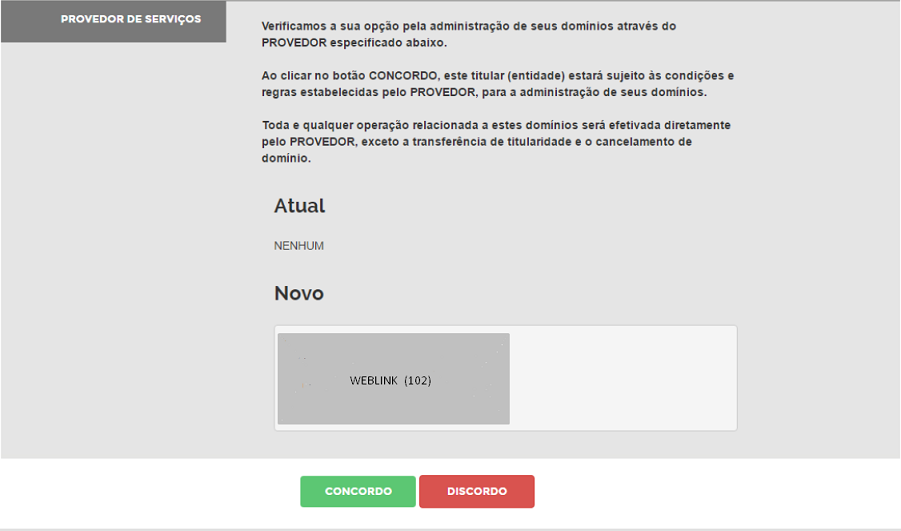 PROVEDOR DE SERVIÇOS
Verificamos a sua opção pela administração de seus domínios através do
PROVEDOR especificado abaixo.
Ao clicar no botão CONCORDO, este titular (entidade) estará sujeito às condições e
regras estabelecidas pelo PROVEDOR, para a administração de seus domínios.
Toda e qualquer operação relacionada a estes domínios será efetivada diretamente
pelo PROVEDOR, exceto a transferência de titularidade e o cancelamento de
domínio.
Atual
NENHUM
Novo
WEBLINK (102)
CONCORDO
DISCORDO